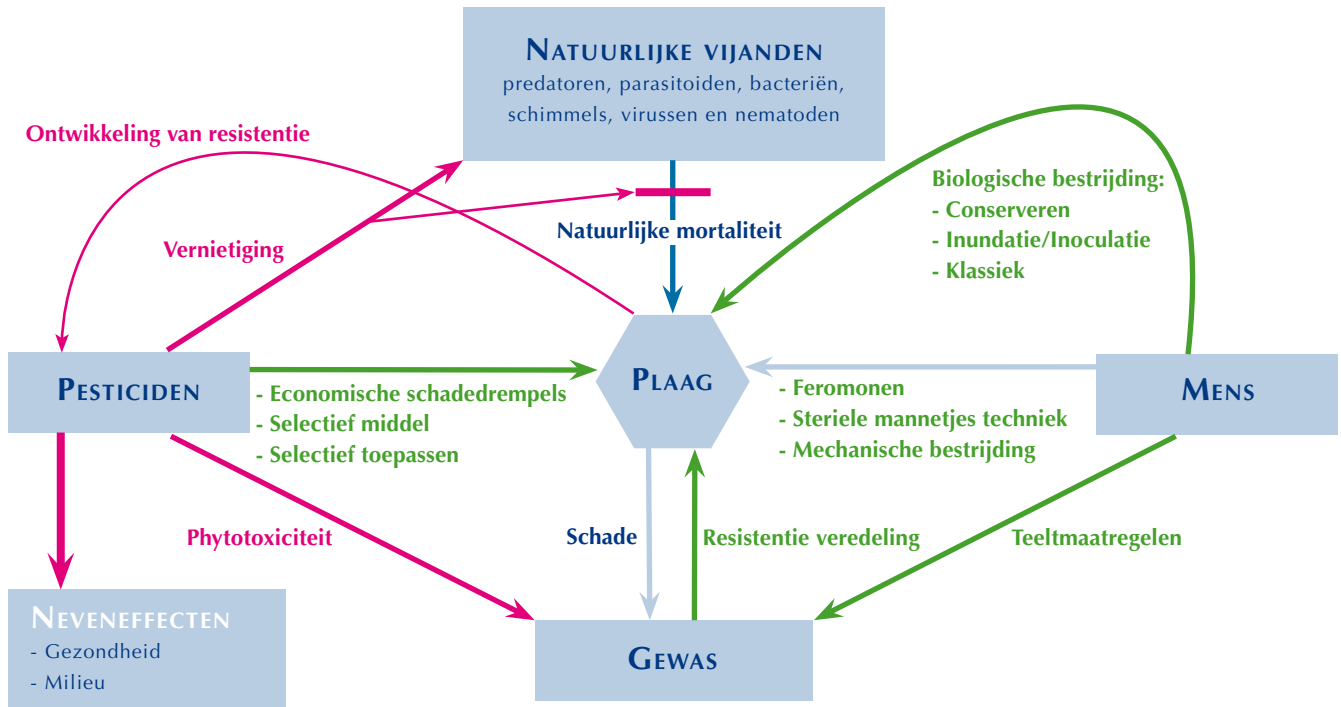 NATUURLIJKE VIJANDEN
predatoren, parasitoiden, bacteriën,
schimmels, virussen en nematoden
Ontwikkeling van resistentie
Biologische bestrijding:
- Conserveren
- Inundatie/Inoculatie
- Klassiek
Natuurlijke mortaliteit
Vernietiging
PESTICIDEN
- Economische schadedrempels
- Selectief middel
- Selectief toepassen
PLAAG
- Feromonen
- Steriele mannetjes techniek
- Mechanische bestrijding
MENS
Phytotoxiciteit
Schade
Resistentie veredeling
Teeltmaatregelen
NEVENEFFECTEN
- Gezondheid
- Milieu
GEWAS